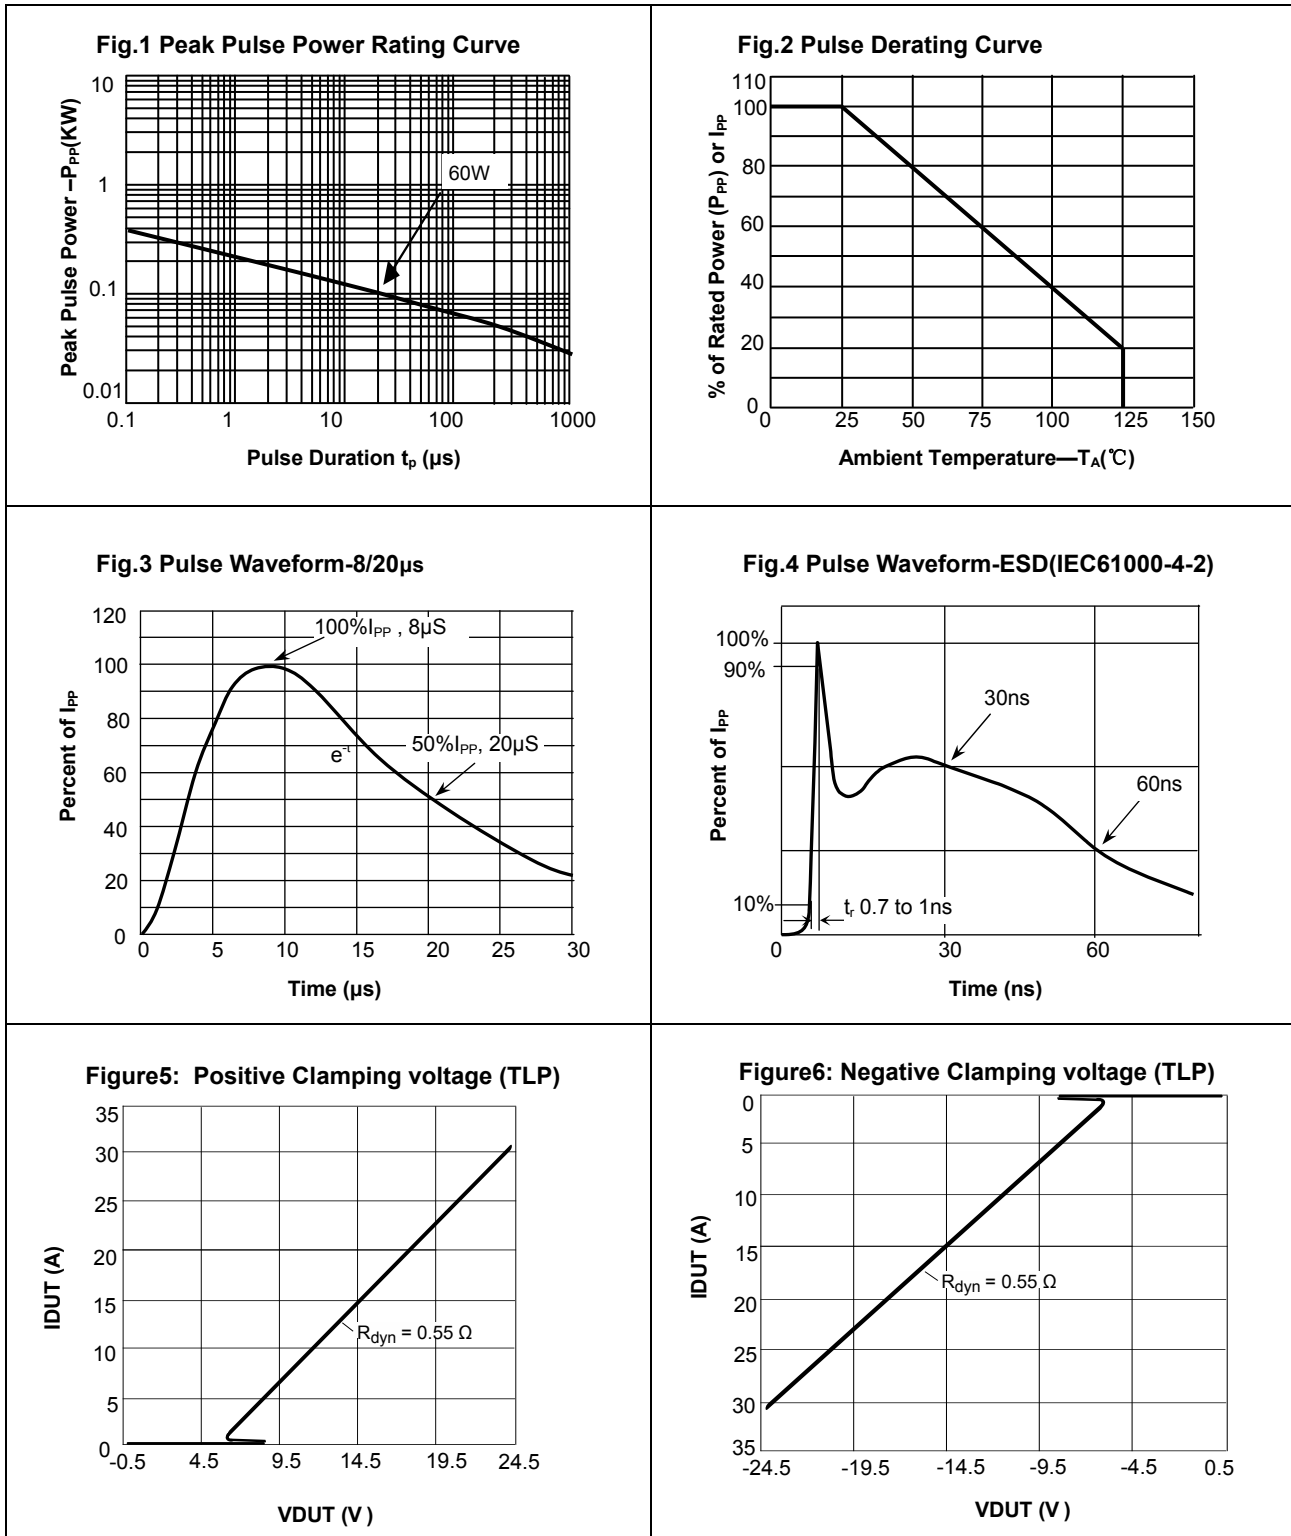 Fig.1 Peak Pulse Power Rating Curve
Peak Pulse Power –PPP(KW)
10
1
0.1
0.01
60W
0.1 1 10 100 1000
Pulse Duration tp (µs)
Fig.2 Pulse Derating Curve
% of Rated Power (PPP) or IPP
110
100
80
60
40
20
0
0 25 50 75 100 125 150
Ambient Temperature—TA(℃)
Fig.3 Pulse Waveform-8/20µs
Percent of IPP
120
100
80
60
40
20
0
100%IPP , 8µS
e-t
50%IPP, 20µS
0 5 10 15 20 25 30
Time (µs)
Fig.4 Pulse Waveform-ESD(IEC61000-4-2)
Percent of IPP
100%
90%
10%
30ns
60ns
tr 0.7 to 1ns
0 30 60
Time (ns)
Figure5: Positive Clamping voltage (TLP)
IDUT (A)
35
30
25
20
15
10
5
0
Rdyn = 0.55 Ω
-0.5 4.5 9.5 14.5 19.5 24.5
VDUT (V )
Figure6: Negative Clamping voltage (TLP)
IDUT (A)
0
5
10
15
20
25
30
35
Rdyn = 0.55 Ω
-24.5 -19.5 -14.5 -9.5 -4.5 0.5
VDUT (V )